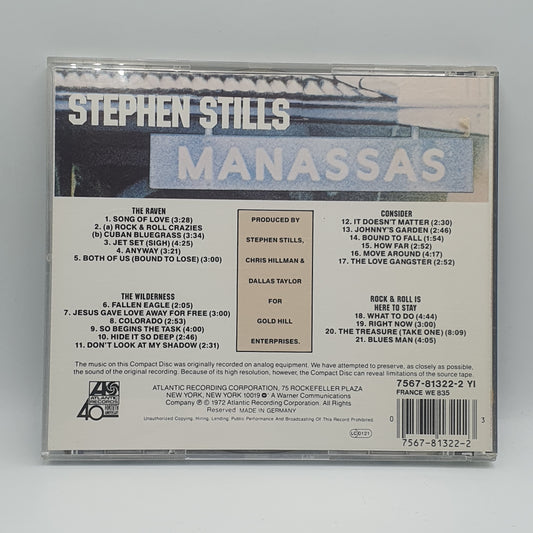 STEPHEN STILLS
MANASSAS
THE RAVEN
1. SONG OF LOVE (3:28)
2. (a) ROCK & ROLL CRAZIES
(b) CUBAN BLUEGRASS (3:34)
3. JET SET (SIGH) (4:25)
4. ANYWAY (3:21)
5. BOTH OF US (BOUND TO LOSE) (3:00)
THE WILDERNESS
6. FALLEN EAGLE (2:05)
7. JESUS GAVE LOVE AWAY FOR FREE (3:00)
8. COLORADO (2:53)
9. SO BEGINS THE TASK (4:00)
10. HIDE IT SO DEEP (2:46)
11. DON'T LOOK AT MY SHADOW (2:31)
PRODUCED BY
STEPHEN STILLS,
CHRIS HILLMAN &
DALLAS TAYLOR
FOR
GOLD HILL
ENTERPRISES.
CONSIDER
12. IT DOESN'T MATTER (2:30)
13. JOHNNY'S GARDEN (2:46)
14. BOUND TO FALL (1:54)
15. HOW FAR (2:52)
16. MOVE AROUND (4:17)
17. THE LOVE GANGSTER (2:52)
ROCK & ROLL IS
HERE TO STAY
18. WHAT TO DO (4:44)
19. RIGHT NOW (3:00)
20. THE TREASURE (TAKE ONE) (8:09)
21. BLUES MAN (4:05)
The music on this Compact Disc was originally recorded on analog equipment. We have attempted to preserve, as closely as possible,
the sound of the original recording. Because of its high resolution, however, the Compact Disc can reveal limitations of the source tape.
ATLANTIC RECORDS
40
ATLANTIC RECORDING CORPORATION, 75 ROCKEFELLER PLAZA
NEW YORK, NEW YORK 10019 A Warner Communications
Company ℗ © 1972 Atlantic Recording Corporation. All Rights
Reserved MADE IN GERMANY
Unauthorized Copying, Hiring, Lending, Public Performance And Broadcasting Of This Record Prohibited.
LC 0121
7567-81322-2 YI
FRANCE WE 835
0
3
7567-81322-2